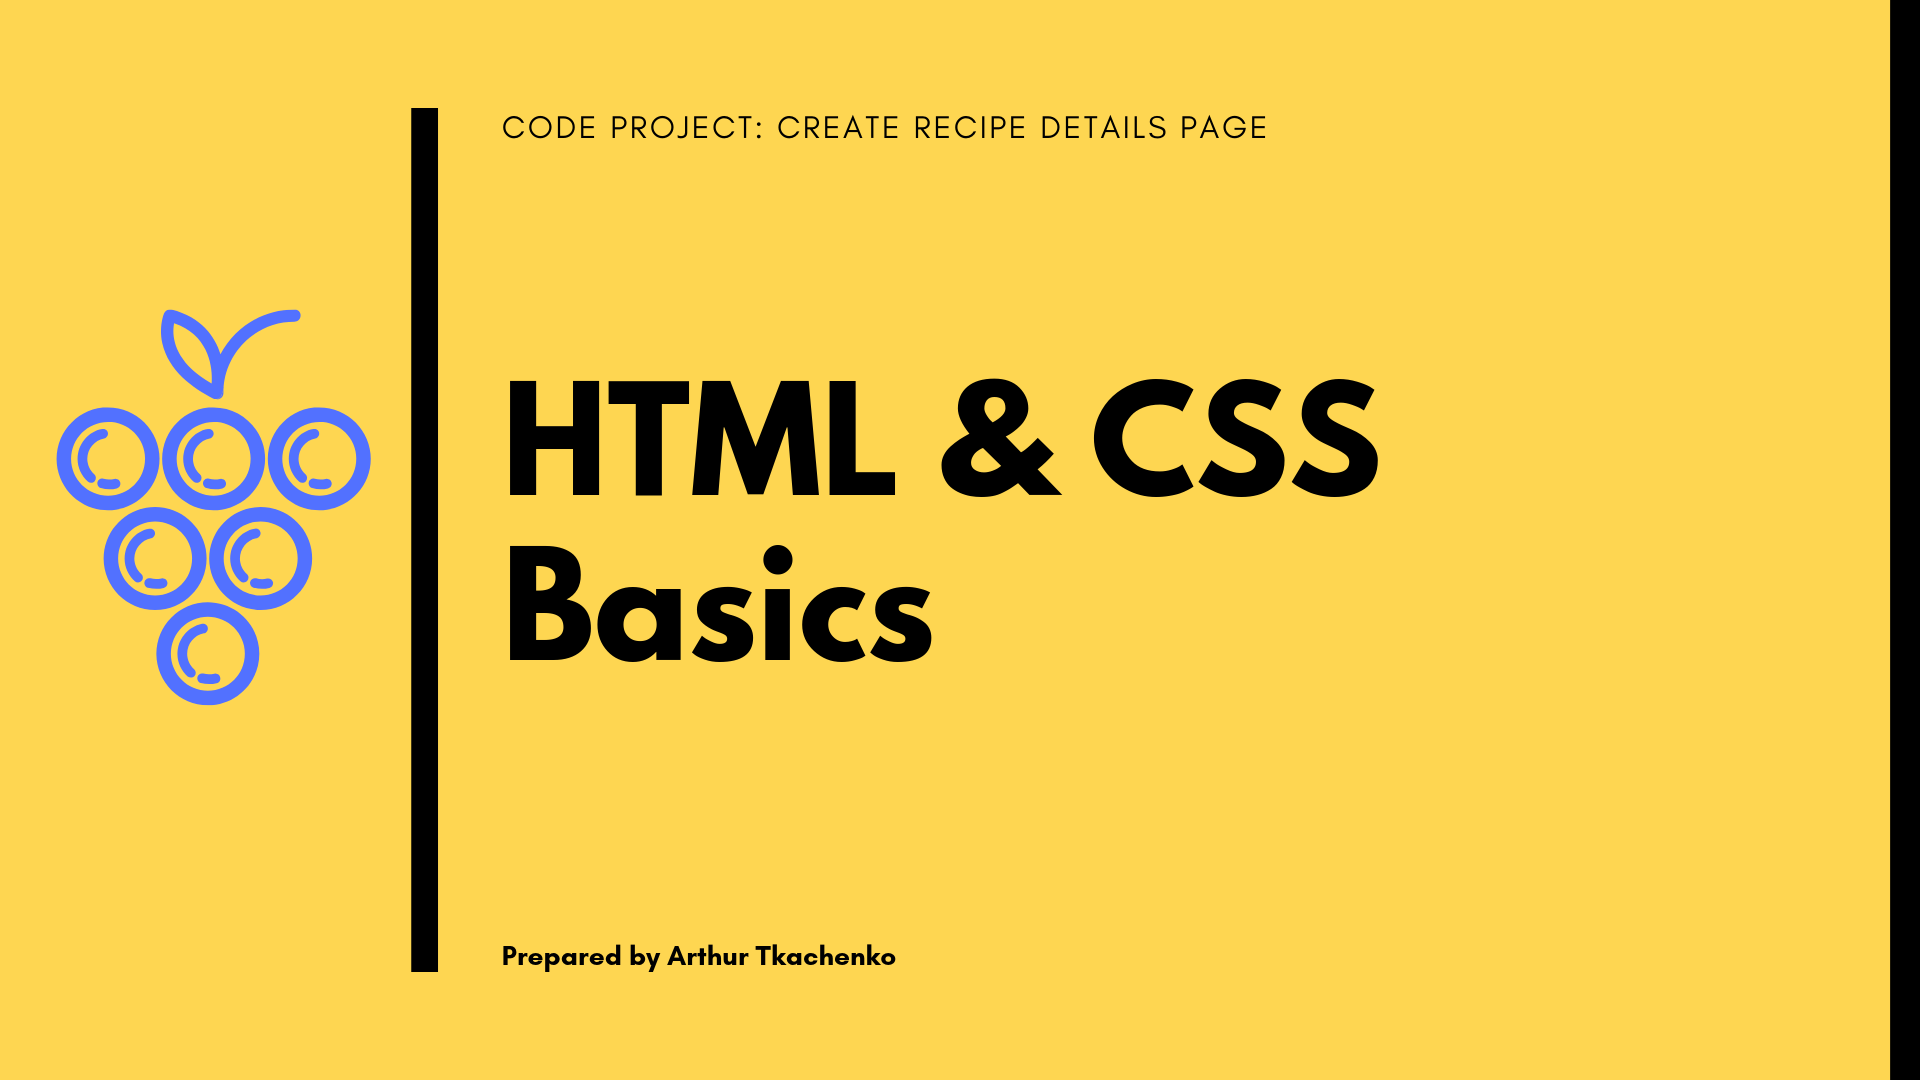 CODE PROJECT: CREATE RECIPE DETAILS PAGE
HTML & CSS
Basics
Prepared by Arthur Tkachenko